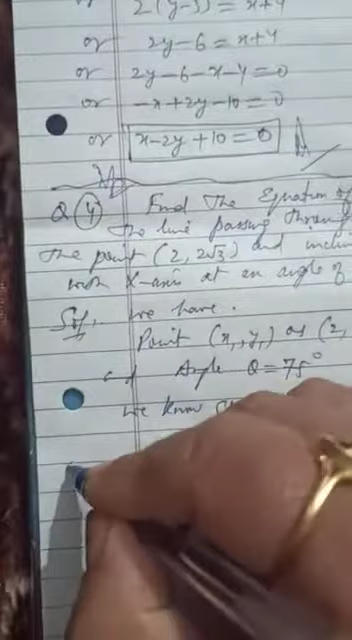 2(y-3) = x+4
or 2y-6 = x+4
or 2y-6-x-4=0
or -x+2y-10=0
or x-2y+10=0
Q (4) Find The Equation of
The line passing through
The point (2, 2√3) and inclin
with X-axis at an angle of
Sol. we have.
Point (x₁, y₁) as (2,
Angle θ=75°
we know